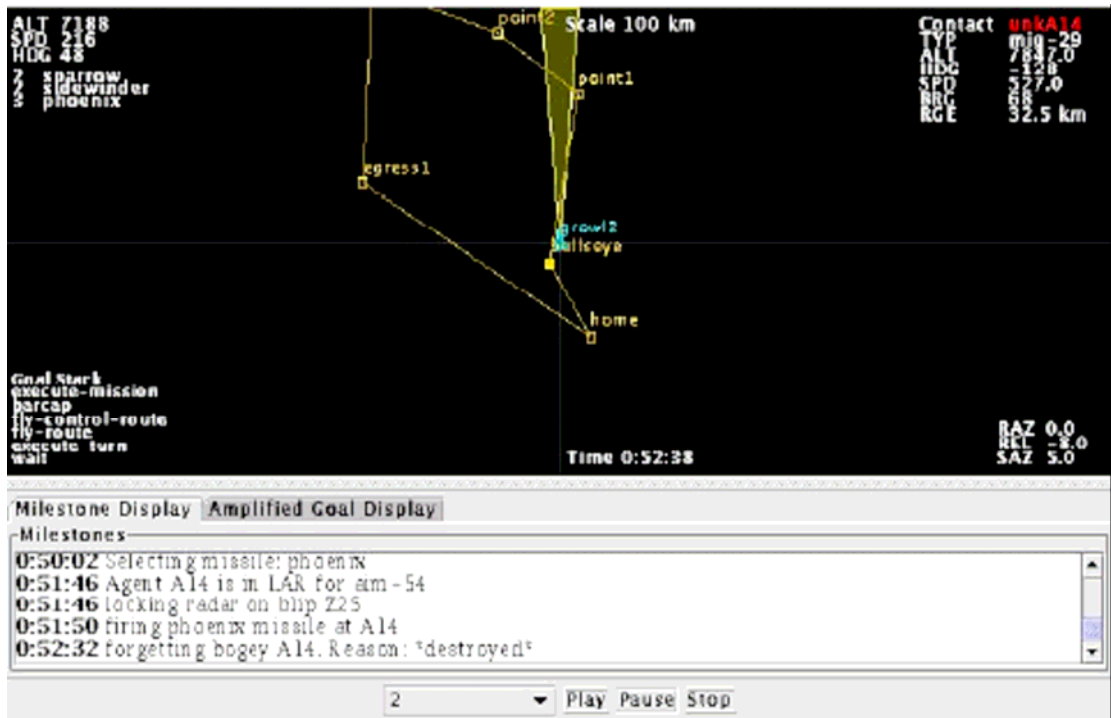 ALT 7188
SPD 216
HDG 48
2 sparrow
2 sidewinder
3 phoenix
point2
Scale 100 km
Contact unkA14
TYP mig-29
ALT 7847.0
HDG -128
SPD 527.0
BRG 68
RGE 32.5 km
point1
egress1
growl2
bullseye
home
Goal Stack
execute-mission
barcap
fly-control-route
fly-route
execute turn
wait
Time 0:52:38
RAZ 0.0
REL -8.0
SAZ 5.0
Milestone Display Amplified Goal Display
Milestones
0:50:02 Selecting missile: phoenix
0:51:46 Agent A14 is in LAR for aim-54
0:51:46 locking radar on blip Z25
0:51:50 firing phoenix missile at A14
0:52:32 forgetting bogey A14. Reason: *destroyed*
2 Play Pause Stop